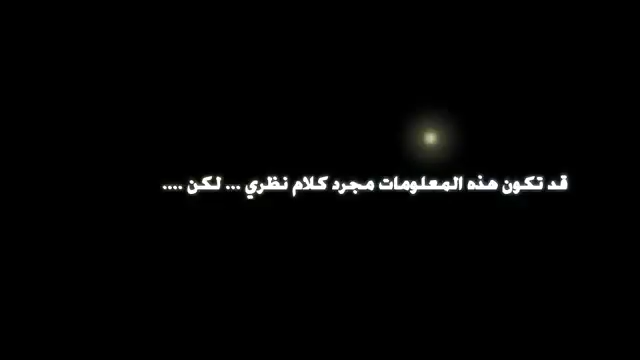 قد تكون هذه المعلومات مجرد كلام نظري ... لكن ....